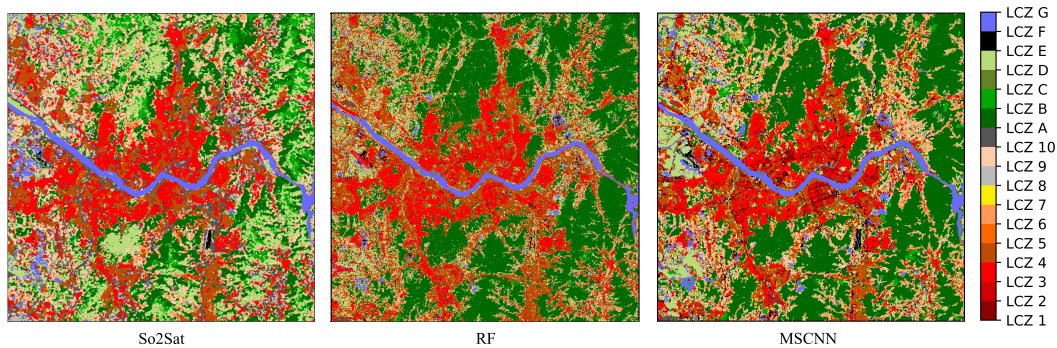 LCZ G
LCZ F
LCZ E
LCZ D
LCZ C
LCZ B
LCZ A
LCZ 10
LCZ 9
LCZ 8
LCZ 7
LCZ 6
LCZ 5
LCZ 4
LCZ 3
LCZ 2
LCZ 1
So2Sat
RF
MSCNN